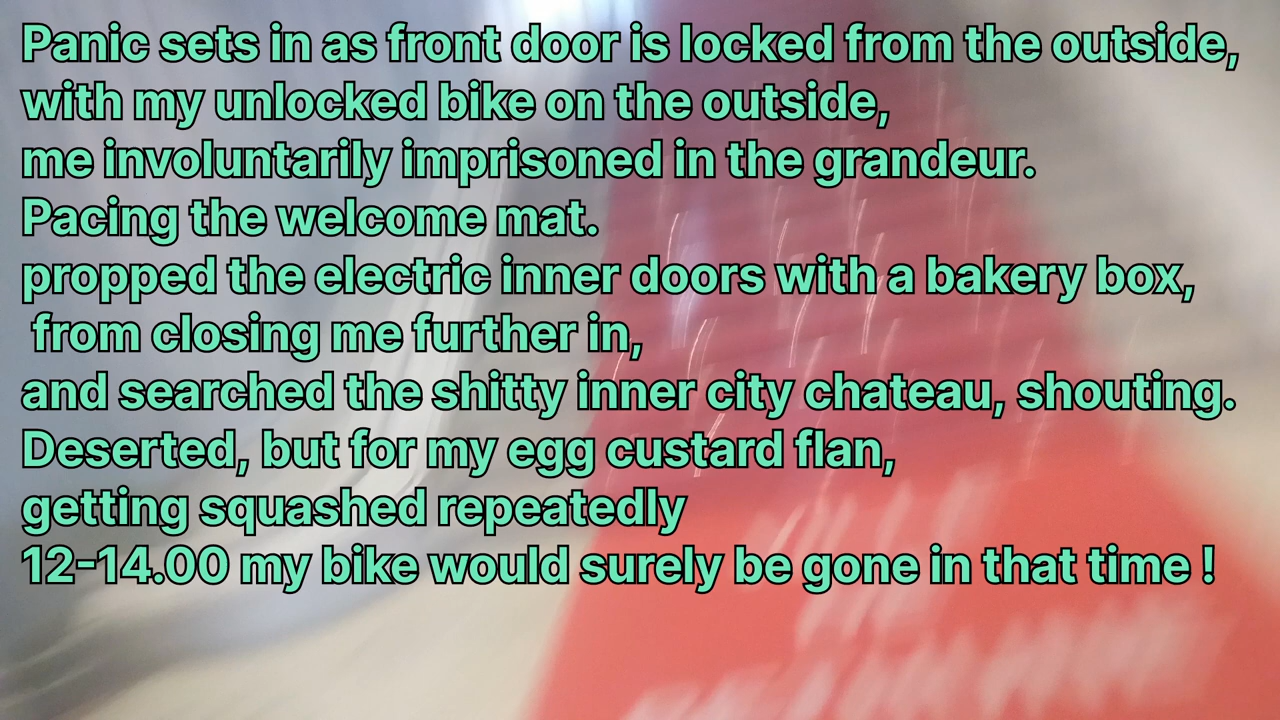 Panic sets in as front door is locked from the outside,
with my unlocked bike on the outside,
me involuntarily imprisoned in the grandeur.
Pacing the welcome mat.
propped the electric inner doors with a bakery box,
from closing me further in,
and searched the shitty inner city chateau, shouting.
Deserted, but for my egg custard flan,
getting squashed repeatedly
12-14.00 my bike would surely be gone in that time !